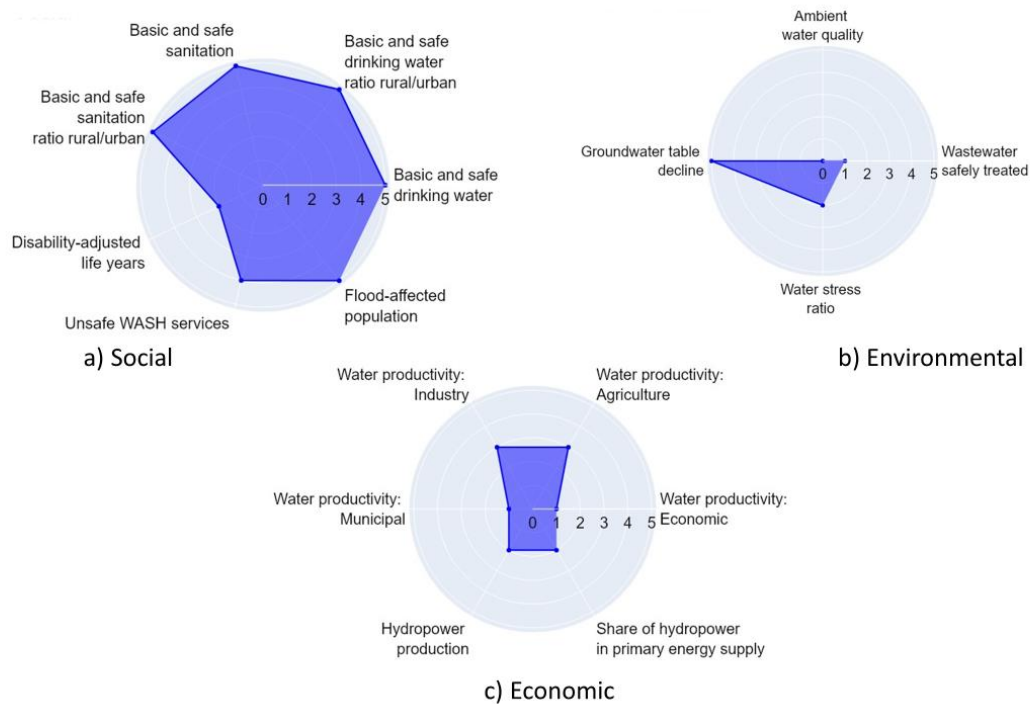 Basic and safe
sanitation
Basic and safe
drinking water
ratio rural/urban
Basic and safe
sanitation
ratio rural/urban
Basic and safe
drinking water
0 1 2 3 4 5
Disability-adjusted
life years
Unsafe WASH services
Flood-affected
population
a) Social
Ambient
water quality
Groundwater table
decline
Wastewater
safely treated
0 1 2 3 4 5
Water stress
ratio
b) Environmental
Water productivity:
Industry
Water productivity:
Agriculture
Water productivity:
Municipal
Water productivity:
Economic
0 1 2 3 4 5
Hydropower
production
Share of hydropower
in primary energy supply
c) Economic